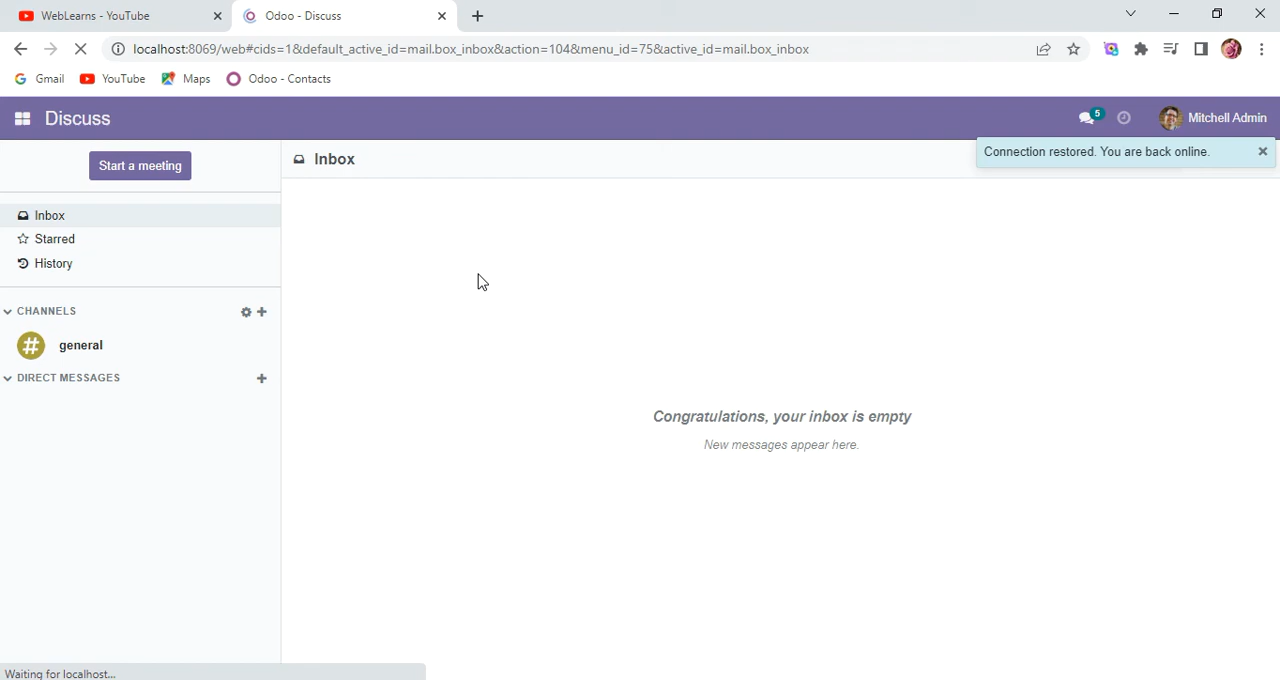 WebLearns - YouTube
Odoo - Discuss
localhost:8069/web#cids=1&default_active_id=mail.box_inbox&action=104&menu_id=75&active_id=mail.box_inbox
Gmail YouTube Maps Odoo - Contacts
Discuss
5
Mitchell Admin
Connection restored. You are back online.
Start a meeting
Inbox
Inbox
Starred
History
CHANNELS
general
DIRECT MESSAGES
Congratulations, your inbox is empty
New messages appear here.
Waiting for localhost...